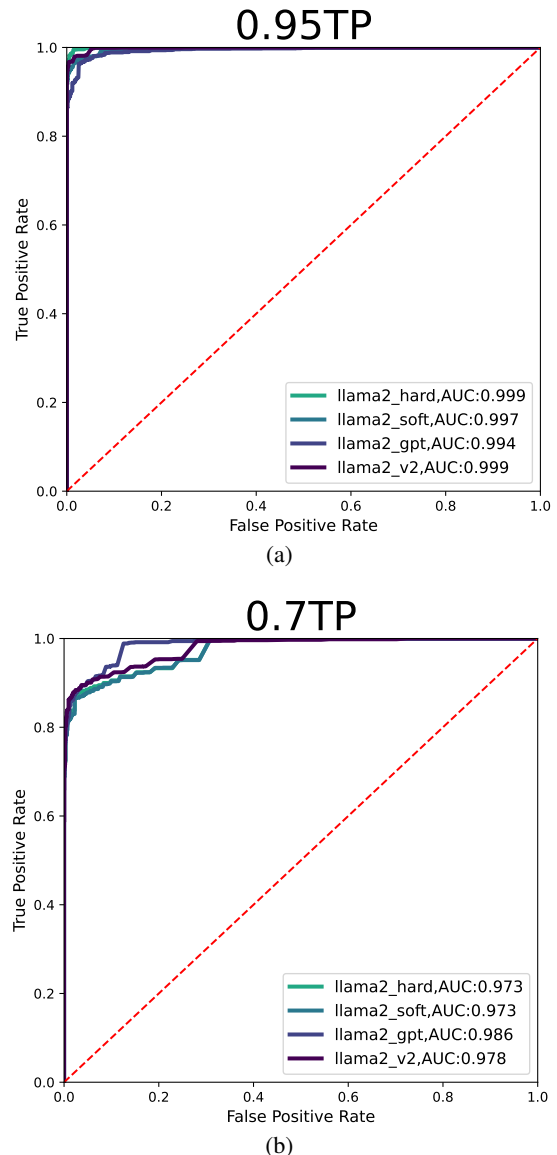 0.95TP
1.0
0.8
0.6
0.4
0.2
0.0
True Positive Rate
llama2_hard,AUC:0.999
llama2_soft,AUC:0.997
llama2_gpt,AUC:0.994
llama2_v2,AUC:0.999
0.0 0.2 0.4 0.6 0.8 1.0
False Positive Rate
(a)
0.7TP
1.0
0.8
0.6
0.4
0.2
0.0
True Positive Rate
llama2_hard,AUC:0.973
llama2_soft,AUC:0.973
llama2_gpt,AUC:0.986
llama2_v2,AUC:0.978
0.0 0.2 0.4 0.6 0.8 1.0
False Positive Rate
(b)